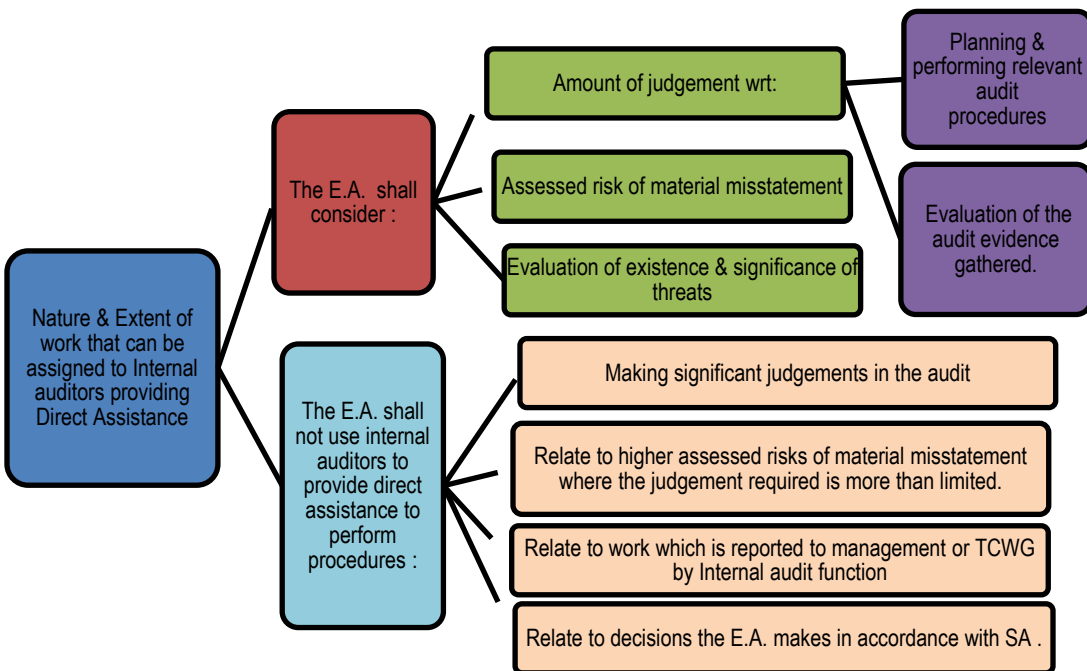 Nature & Extent of
work that can be
assigned to Internal
auditors providing
Direct Assistance
The E.A. shall
consider :
Amount of judgement wrt:
Planning &
performing relevant
audit
procedures
Evaluation of the
audit evidence
gathered.
Assessed risk of material misstatement
Evaluation of existence & significance of
threats
The E.A. shall
not use internal
auditors to
provide direct
assistance to
perform
procedures :
Making significant judgements in the audit
Relate to higher assessed risks of material misstatement
where the judgement required is more than limited.
Relate to work which is reported to management or TCWG
by Internal audit function
Relate to decisions the E.A. makes in accordance with SA .